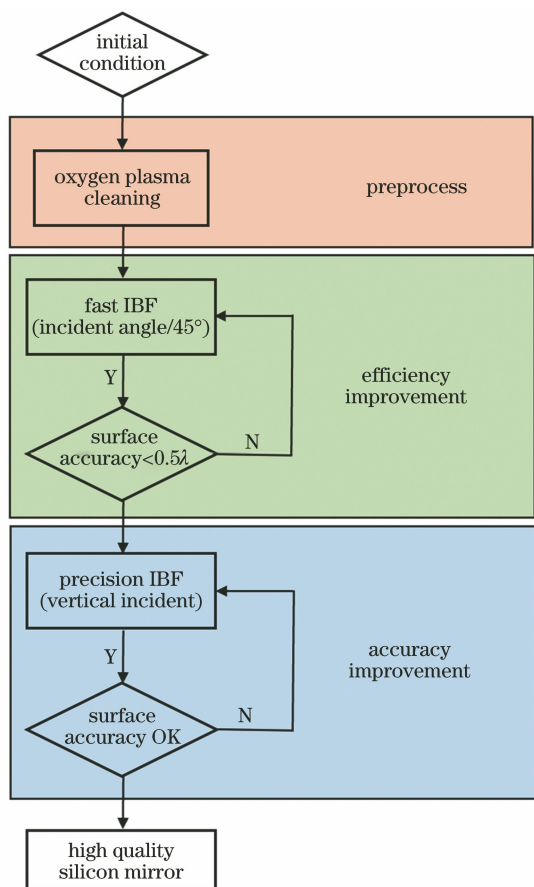 initial
condition
oxygen plasma
cleaning
preprocess
fast IBF
(incident angle/45°)
Y
efficiency
improvement
surface
accuracy<0.5λ
N
precision IBF
(vertical incident)
Y
accuracy
improvement
surface
accuracy OK
N
high quality
silicon mirror